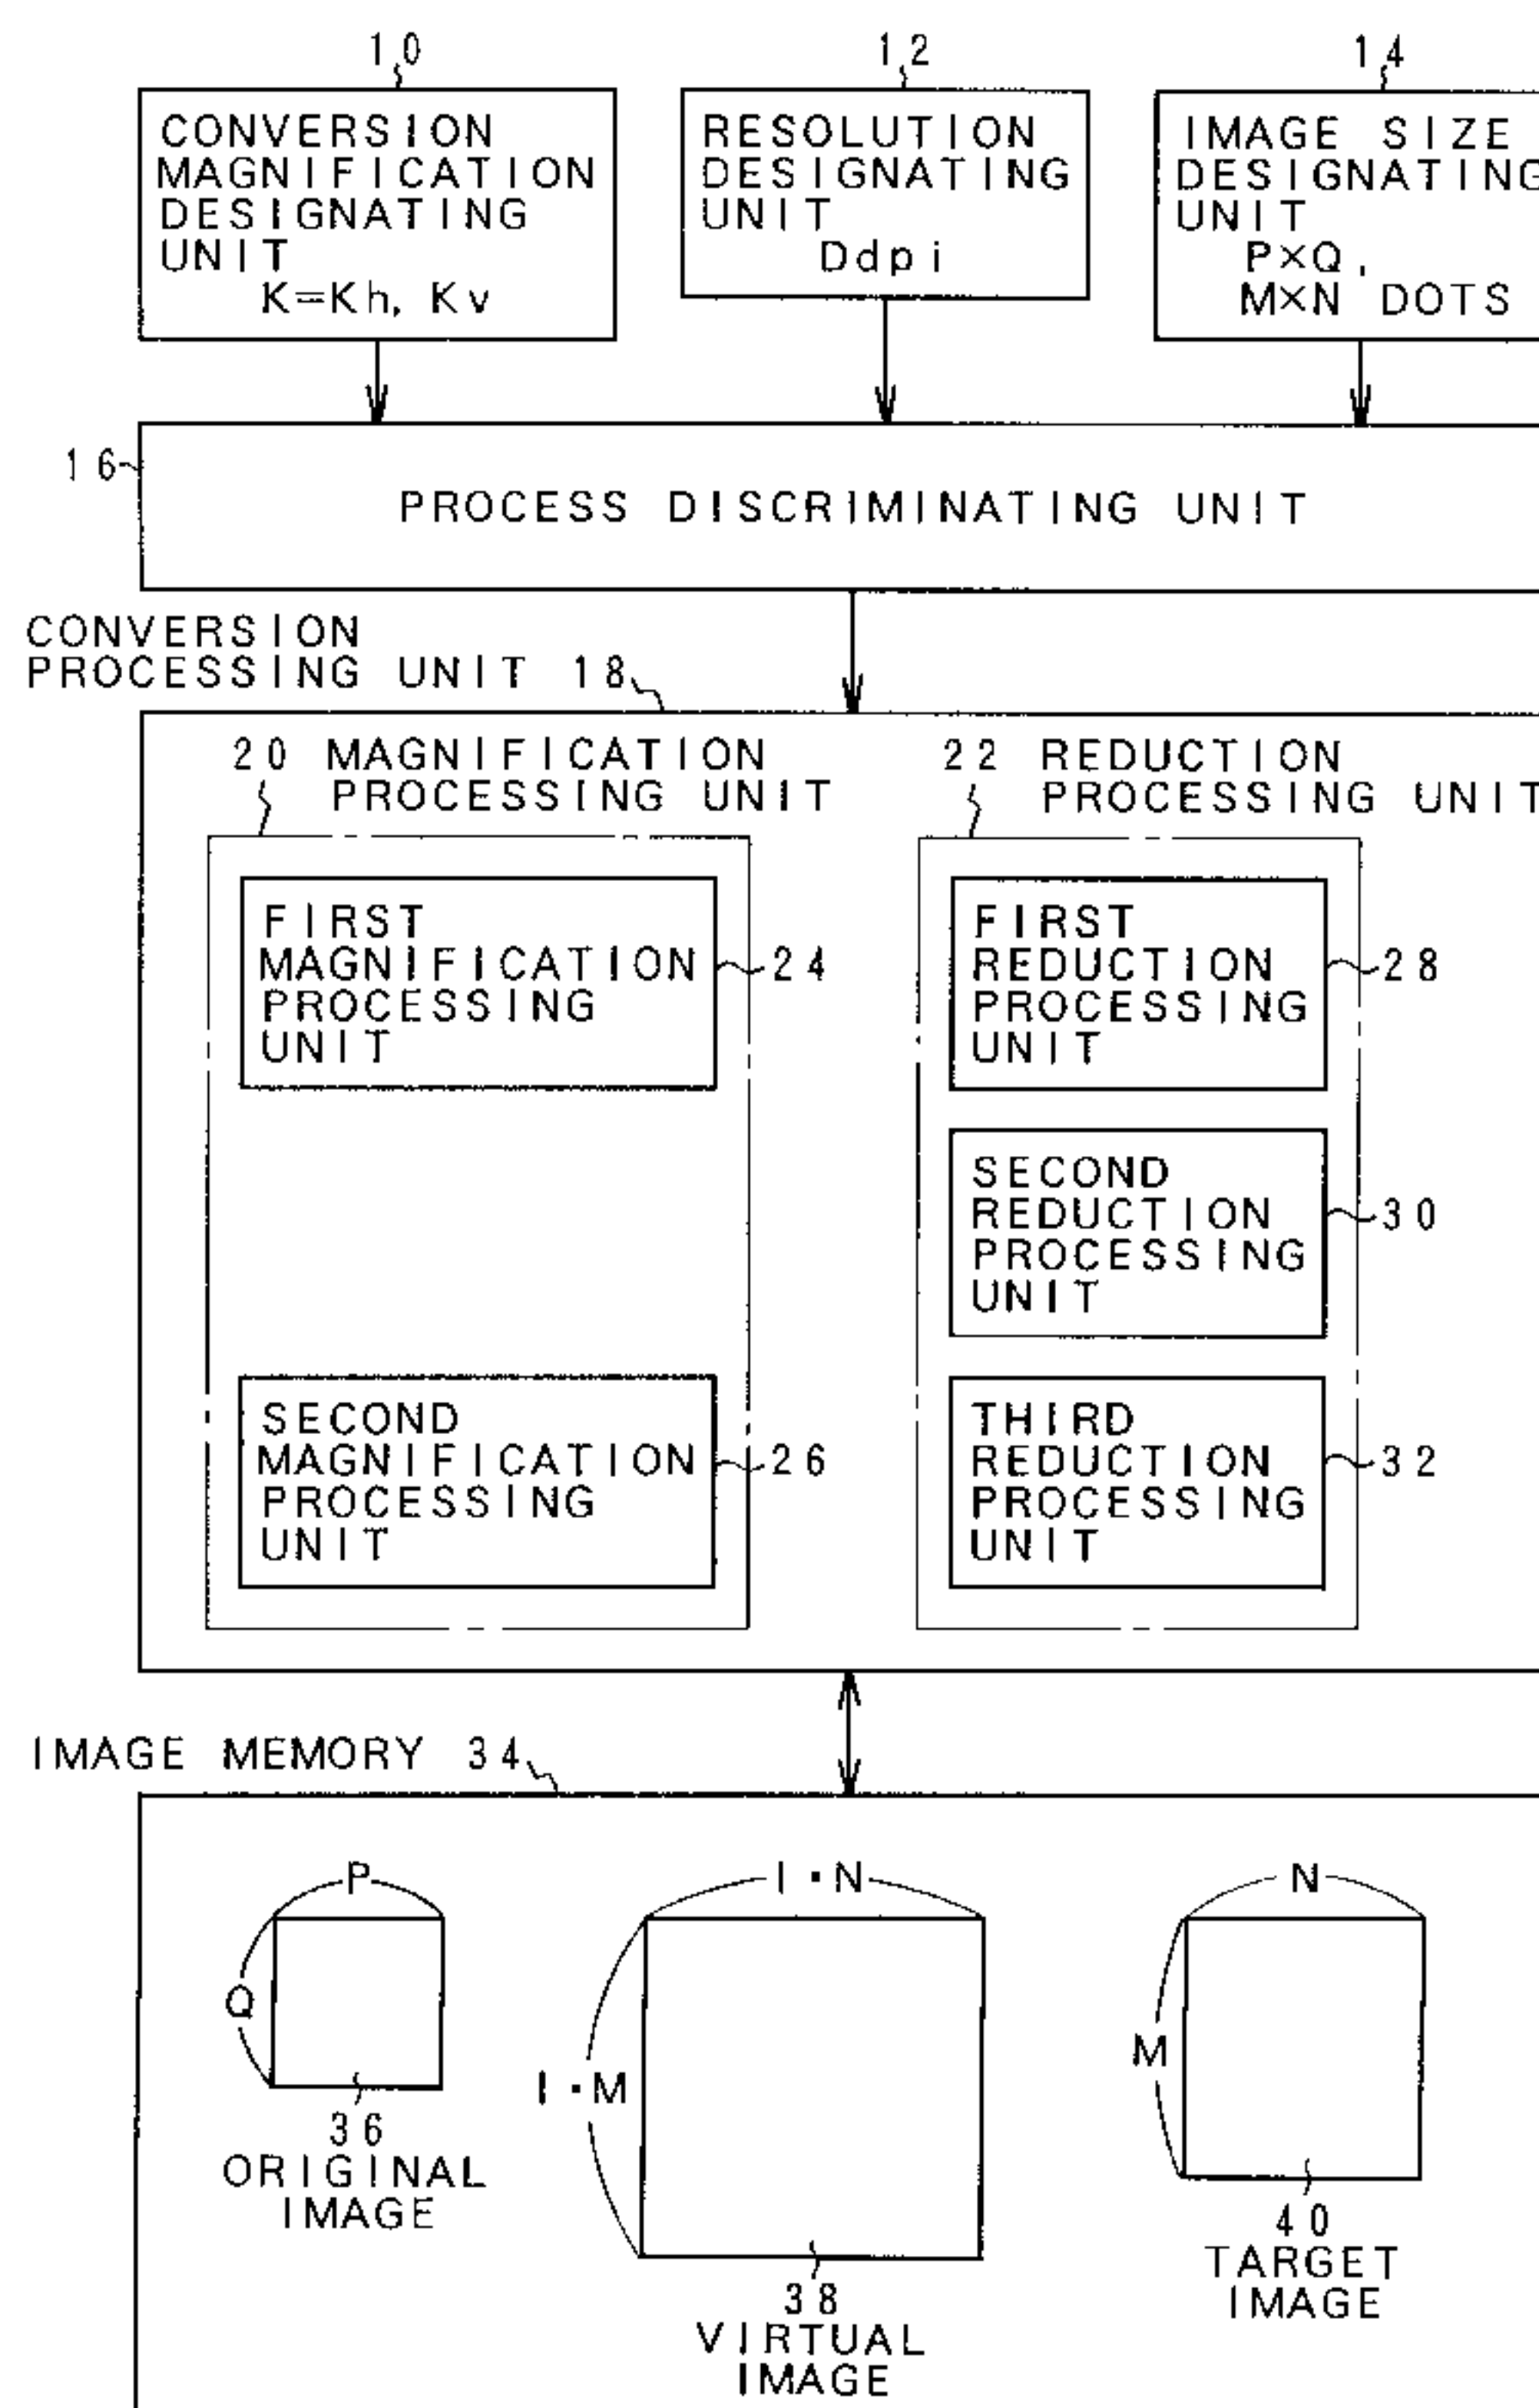 10
CONVERSION
MAGNIFICATION
DESIGNATING
UNIT
K=Kh, Kv
12
RESOLUTION
DESIGNATING
UNIT
Ddpi
14
IMAGE SIZE
DESIGNATING
UNIT
P×Q,
M×N DOTS
16
PROCESS DISCRIMINATING UNIT
CONVERSION
PROCESSING UNIT 18
20 MAGNIFICATION
PROCESSING UNIT
22 REDUCTION
PROCESSING UNIT
FIRST
MAGNIFICATION
PROCESSING
UNIT
24
FIRST
REDUCTION
PROCESSING
UNIT
28
SECOND
REDUCTION
PROCESSING
UNIT
30
SECOND
MAGNIFICATION
PROCESSING
UNIT
26
THIRD
REDUCTION
PROCESSING
UNIT
32
IMAGE MEMORY 34
P
Q
36
ORIGINAL
IMAGE
I·N
I·M
38
VIRTUAL
IMAGE
N
M
40
TARGET
IMAGE